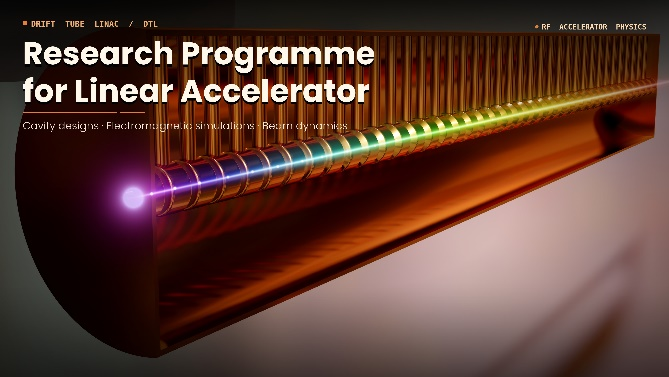 DRIFT TUBE LINAC / DTL
RF ACCELERATOR PHYSICS
Research Programme
for Linear Accelerator
Cavity designs · Electromagnetic simulations · Beam dynamics